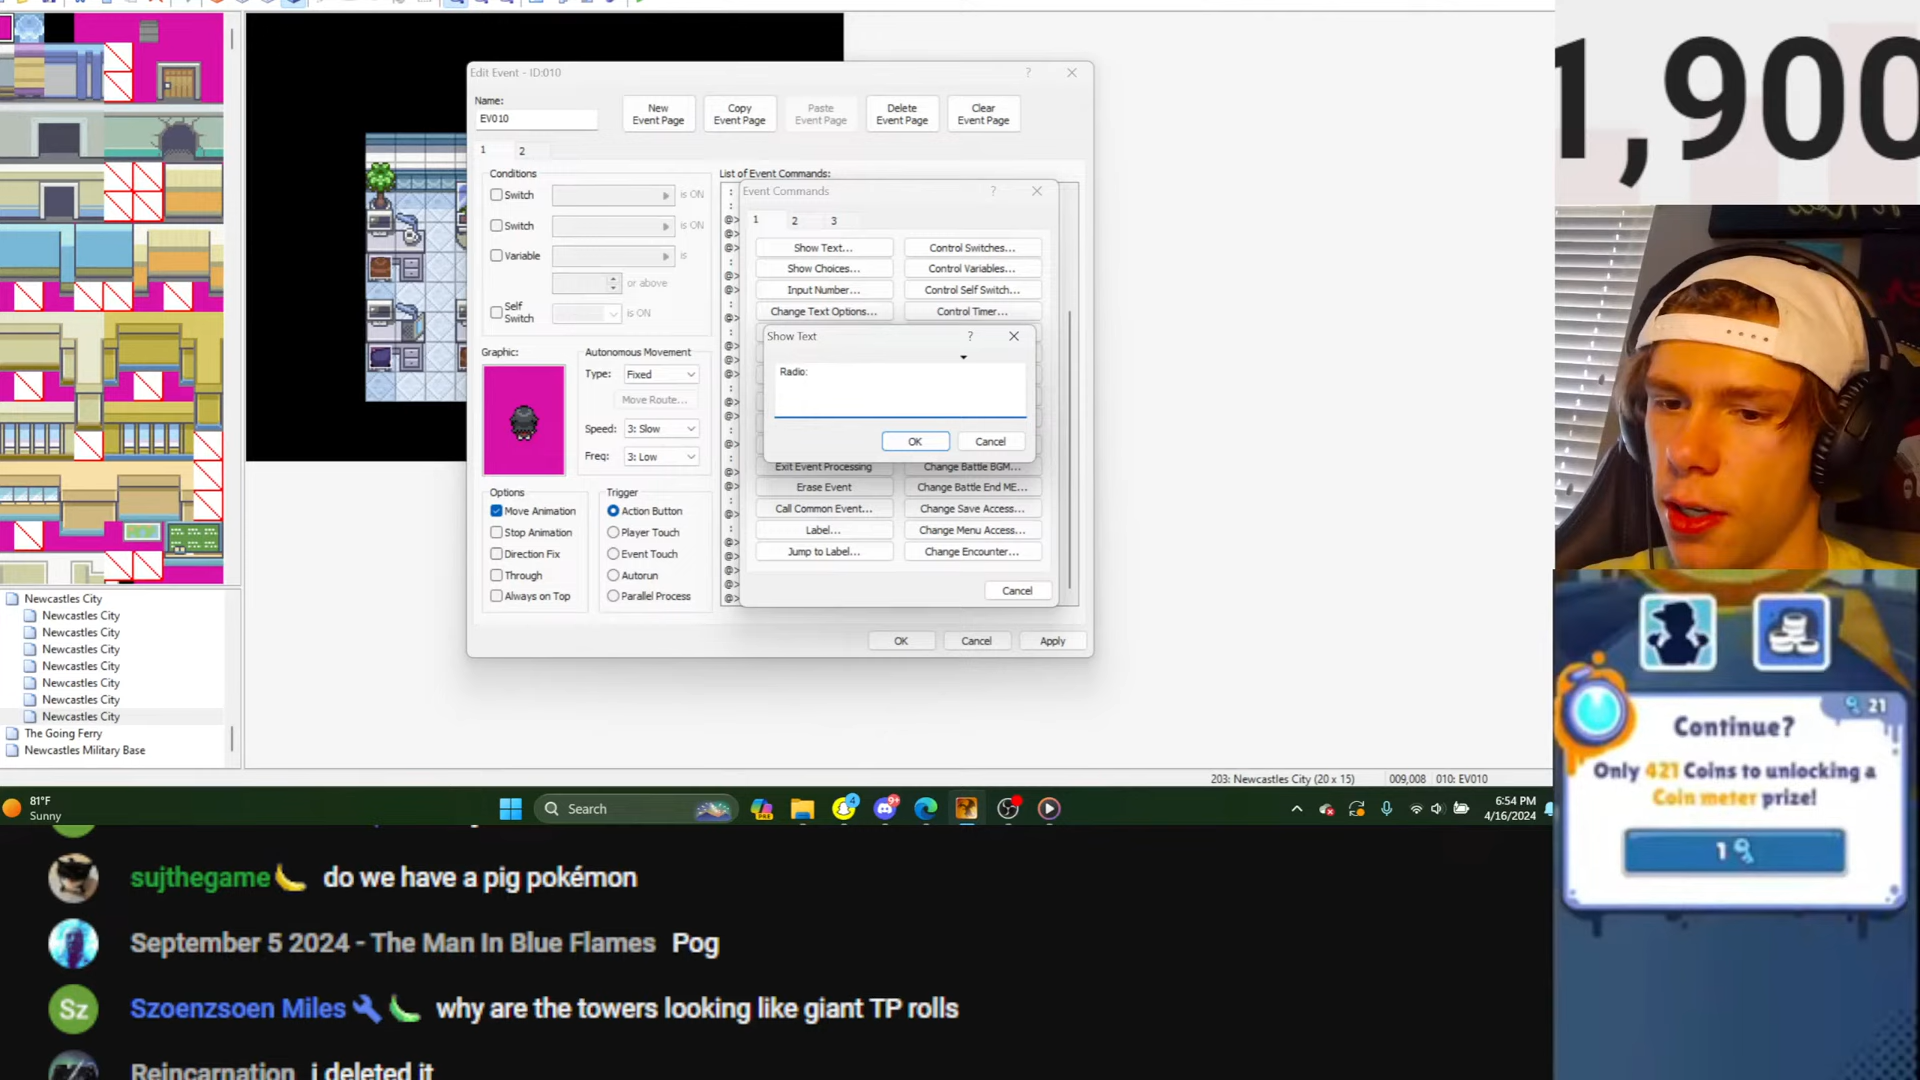 Edit Event - ID:010
? ×
Name:
EV010
New
Event Page
Copy
Event Page
Paste
Event Page
Delete
Event Page
Clear
Event Page
1 2
Conditions
Switch is ON
Switch is ON
Variable is
or above
Self
Switch is ON
Graphic:
Autonomous Movement
Type: Fixed
Move Route...
Speed: 3: Slow
Freq: 3: Low
Options
Move Animation
Stop Animation
Direction Fix
Through
Always on Top
Trigger
Action Button
Player Touch
Event Touch
Autorun
Parallel Process
List of Event Commands:
Event Commands
1 2 3
Show Text... Control Switches...
Show Choices... Control Variables...
Input Number... Control Self Switch...
Change Text Options... Control Timer...
Show Text
Radio:
OK Cancel
Exit Event Processing Change Battle BGM...
Erase Event Change Battle End ME...
Call Common Event... Change Save Access...
Label... Change Menu Access...
Jump to Label... Change Encounter...
Cancel
OK Cancel Apply
Newcastles City
Newcastles City
Newcastles City
Newcastles City
Newcastles City
Newcastles City
Newcastles City
Newcastles City
The Going Ferry
Newcastles Military Base
203: Newcastles City (20 x 15) 009,008 010: EV010
81°F
Sunny
Search
6:54 PM
4/16/2024
1,900
21
Continue?
Only 421 Coins to unlocking a
Coin meter prize!
1
sujthegame do we have a pig pokémon
September 5 2024 - The Man In Blue Flames Pog
Sz
Szoenzsoen Miles why are the towers looking like giant TP rolls
Reincarnation i deleted it